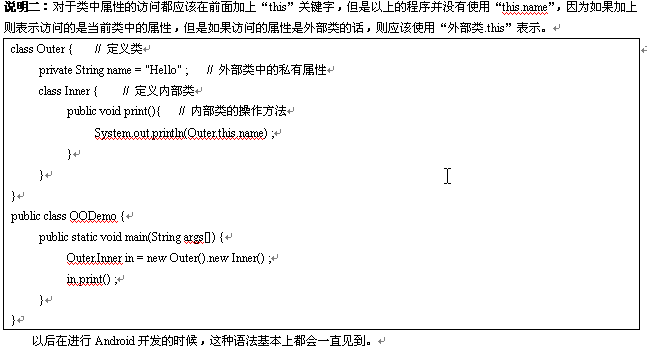 说明二：对于类中属性的访问都应该在前面加上“this”关键字，但是以上的程序并没有使用“this.name”，因为如果加上
则表示访问的是当前类中的属性，但是如果访问的属性是外部类的话，则应该使用“外部类.this”表示。
class Outer { // 定义类
private String name = "Hello" ; // 外部类中的私有属性
class Inner { // 定义内部类
public void print(){ // 内部类的操作方法
System.out.println(Outer.this.name) ;
}
}
}
public class OODemo {
public static void main(String args[]) {
Outer.Inner in = new Outer().new Inner() ;
in.print() ;
}
}
以后在进行 Android 开发的时候，这种语法基本上都会一直见到。